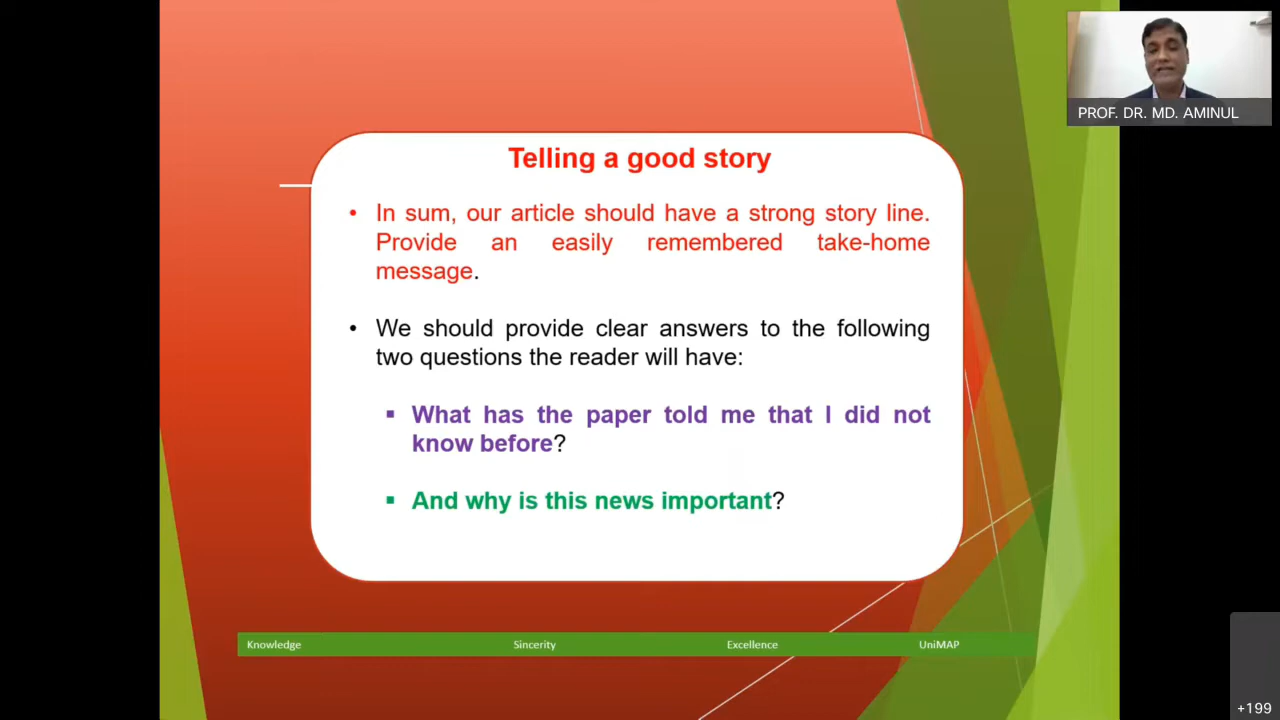 PROF. DR. MD. AMINUL
Telling a good story
• In sum, our article should have a strong story line.
Provide an easily remembered take-home
message.
• We should provide clear answers to the following
two questions the reader will have:
▪ What has the paper told me that I did not
know before?
▪ And why is this news important?
Knowledge Sincerity Excellence UniMAP
+199